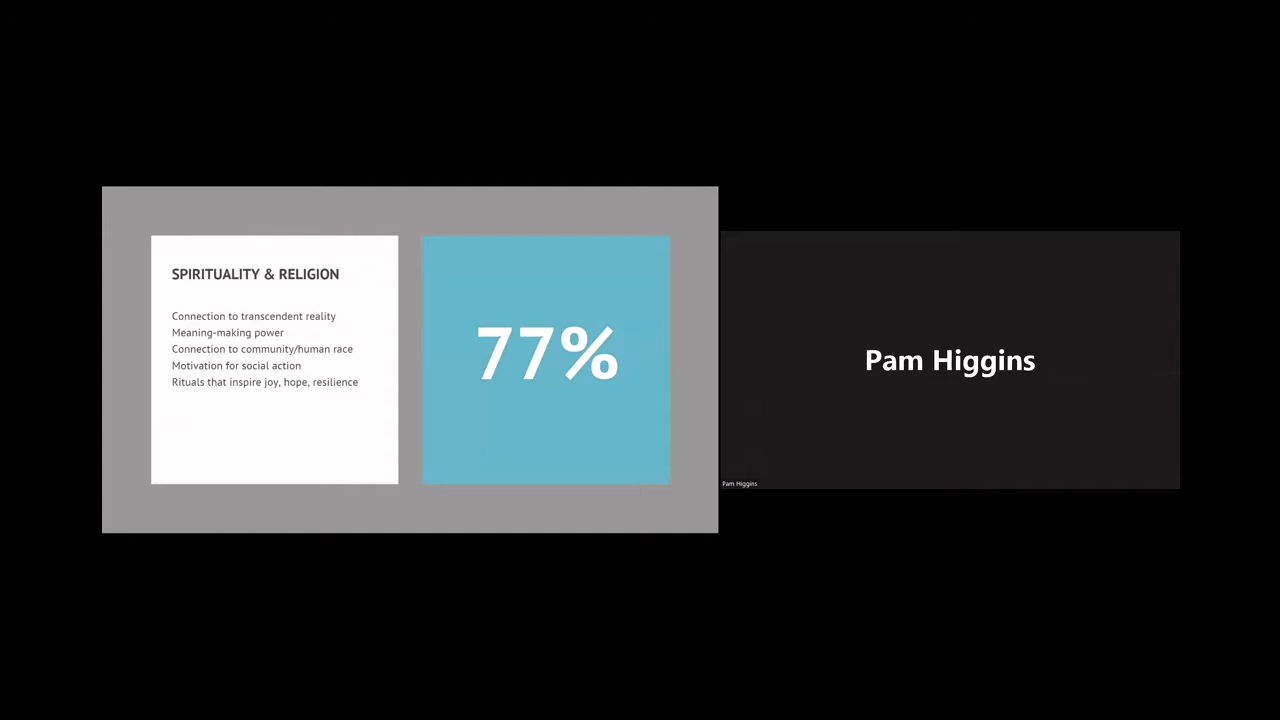 SPIRITUALITY & RELIGION
Connection to transcendent reality
Meaning-making power
Connection to community/human race
Motivation for social action
Rituals that inspire joy, hope, resilience
77%
Pam Higgins
Pam Higgins